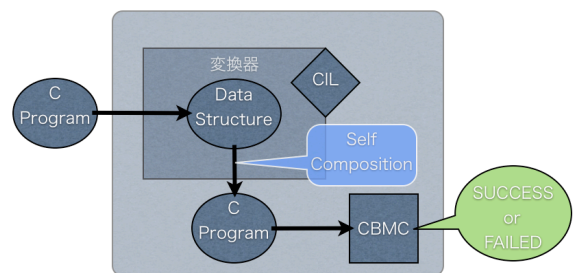 変換器
CIL
C
Program
Data
Structure
Self
Composition
C
Program
CBMC
SUCCESS
or
FAILED